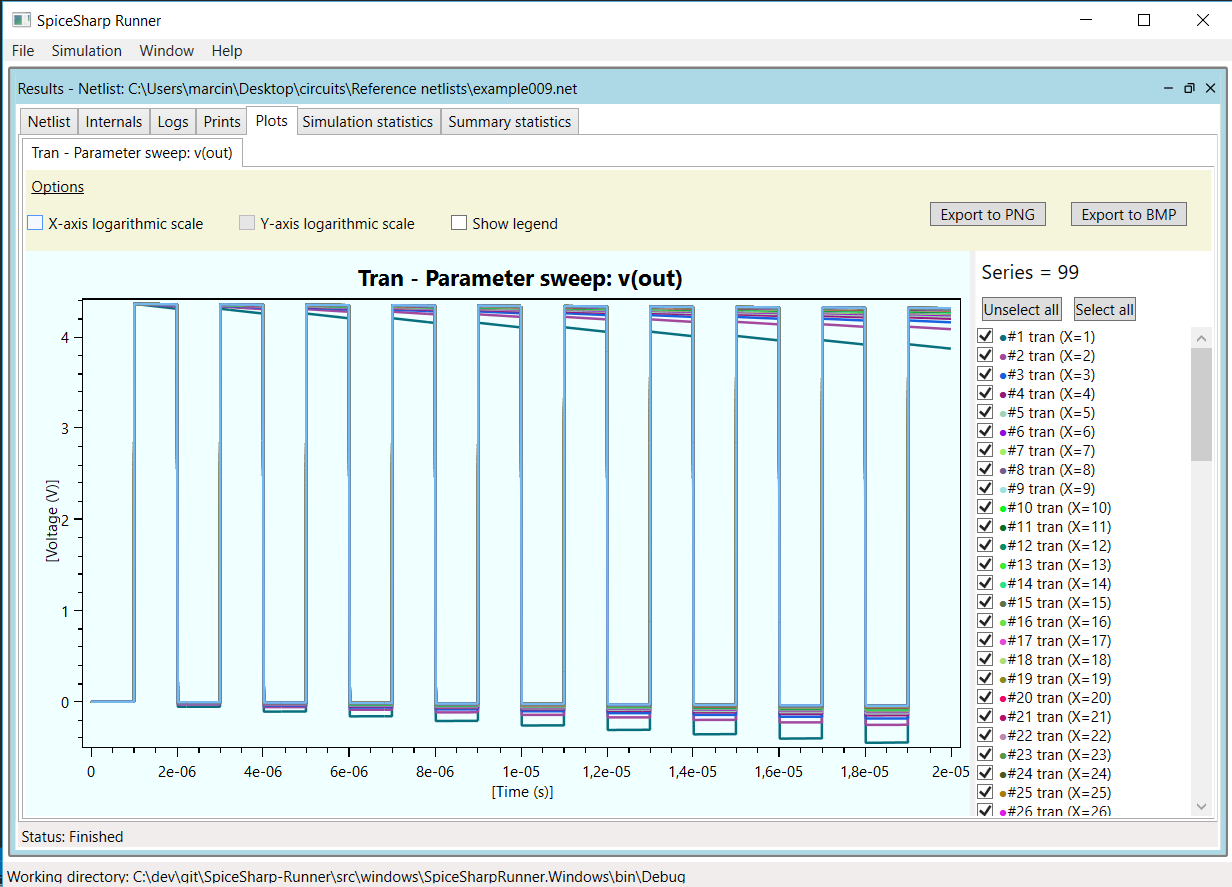 SpiceSharp Runner
File Simulation Window Help
Results - Netlist: C:\Users\marcin\Desktop\circuits\Reference netlists\example009.net
Netlist Internals Logs Prints Plots Simulation statistics Summary statistics
Tran - Parameter sweep: v(out)
Options
X-axis logarithmic scale Y-axis logarithmic scale Show legend Export to PNG Export to BMP
Tran - Parameter sweep: v(out)
[Voltage (V)]
4
3
2
1
0
0 2e-06 4e-06 6e-06 8e-06 1e-05 1,2e-05 1,4e-05 1,6e-05 1,8e-05 2e-05
[Time (s)]
Series = 99
Unselect all Select all
#1 tran (X=1)
#2 tran (X=2)
#3 tran (X=3)
#4 tran (X=4)
#5 tran (X=5)
#6 tran (X=6)
#7 tran (X=7)
#8 tran (X=8)
#9 tran (X=9)
#10 tran (X=10)
#11 tran (X=11)
#12 tran (X=12)
#13 tran (X=13)
#14 tran (X=14)
#15 tran (X=15)
#16 tran (X=16)
#17 tran (X=17)
#18 tran (X=18)
#19 tran (X=19)
#20 tran (X=20)
#21 tran (X=21)
#22 tran (X=22)
#23 tran (X=23)
#24 tran (X=24)
#25 tran (X=25)
#26 tran (X=26)
Status: Finished
Working directory: C:\dev\git\SpiceSharp-Runner\src\windows\SpiceSharpRunner.Windows\bin\Debug